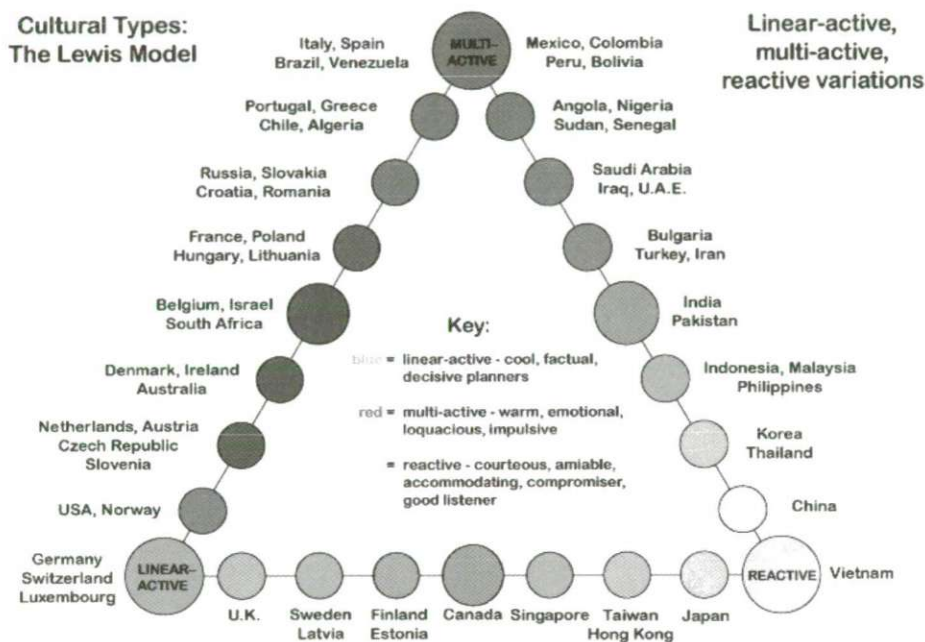 Cultural Types:
The Lewis Model
Linear-active,
multi-active,
reactive variations
MULTI-
ACTIVE
Italy, Spain
Brazil, Venezuela
Mexico, Colombia
Peru, Bolivia
Portugal, Greece
Chile, Algeria
Angola, Nigeria
Sudan, Senegal
Russia, Slovakia
Croatia, Romania
Saudi Arabia
Iraq, U.A.E.
France, Poland
Hungary, Lithuania
Bulgaria
Turkey, Iran
Belgium, Israel
South Africa
India
Pakistan
Key:
blue = linear-active - cool, factual,
decisive planners
red = multi-active - warm, emotional,
loquacious, impulsive
= reactive - courteous, amiable,
accommodating, compromiser,
good listener
Denmark, Ireland
Australia
Indonesia, Malaysia
Philippines
Netherlands, Austria
Czech Republic
Slovenia
Korea
Thailand
USA, Norway
China
Germany
Switzerland
Luxembourg
LINEAR-
ACTIVE
REACTIVE
Vietnam
U.K.
Sweden
Latvia
Finland
Estonia
Canada
Singapore
Taiwan
Hong Kong
Japan